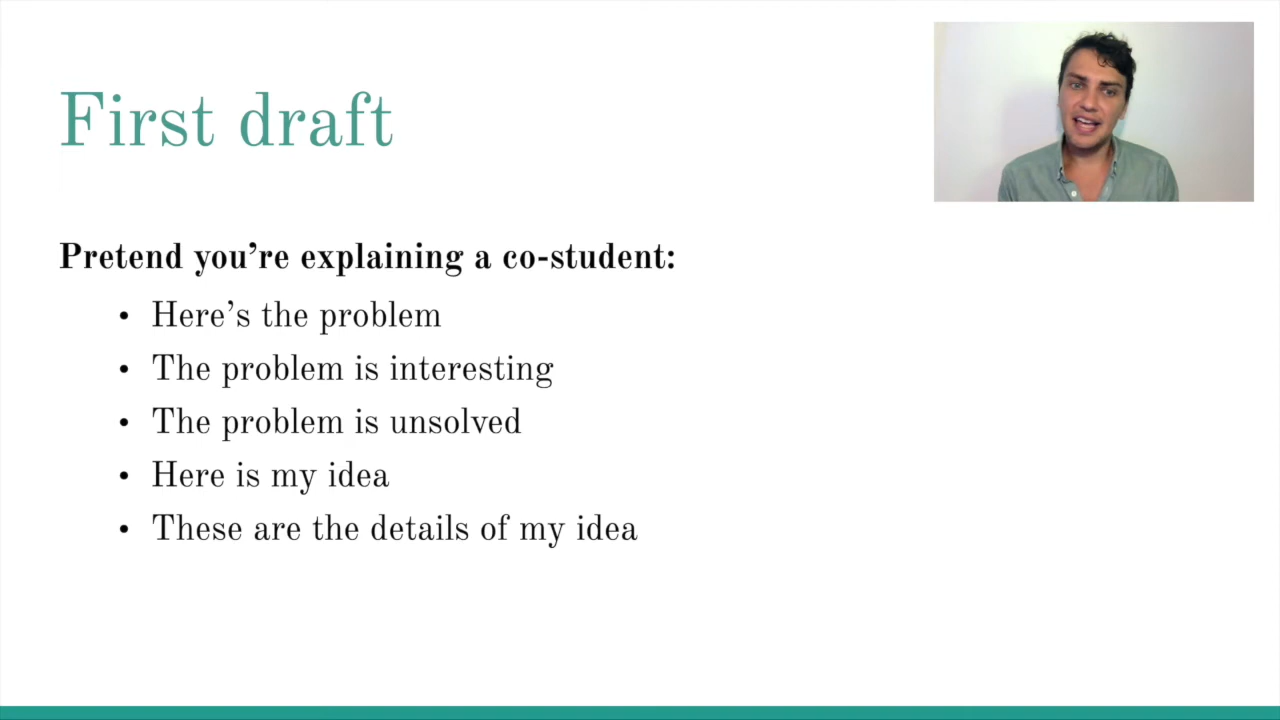 First draft
Pretend you’re explaining a co-student:
• Here’s the problem
• The problem is interesting
• The problem is unsolved
• Here is my idea
• These are the details of my idea